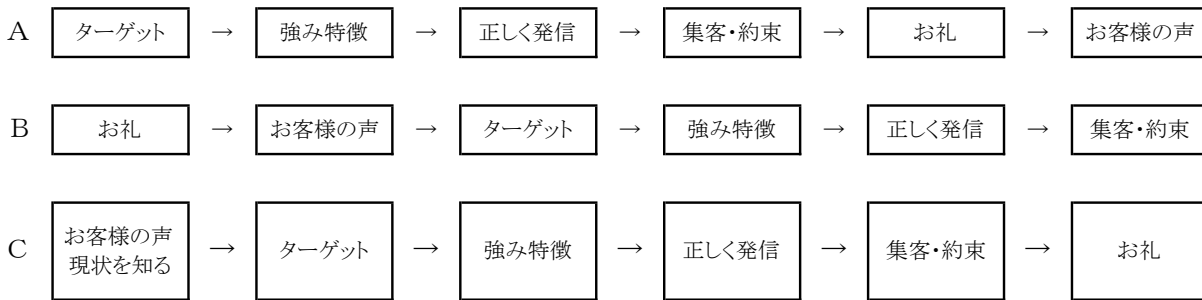 A ターゲット → 強み特徴 → 正しく発信 → 集客・約束 → お礼 → お客様の声
B お礼 → お客様の声 → ターゲット → 強み特徴 → 正しく発信 → 集客・約束
C お客様の声 現状を知る → ターゲット → 強み特徴 → 正しく発信 → 集客・約束 → お礼